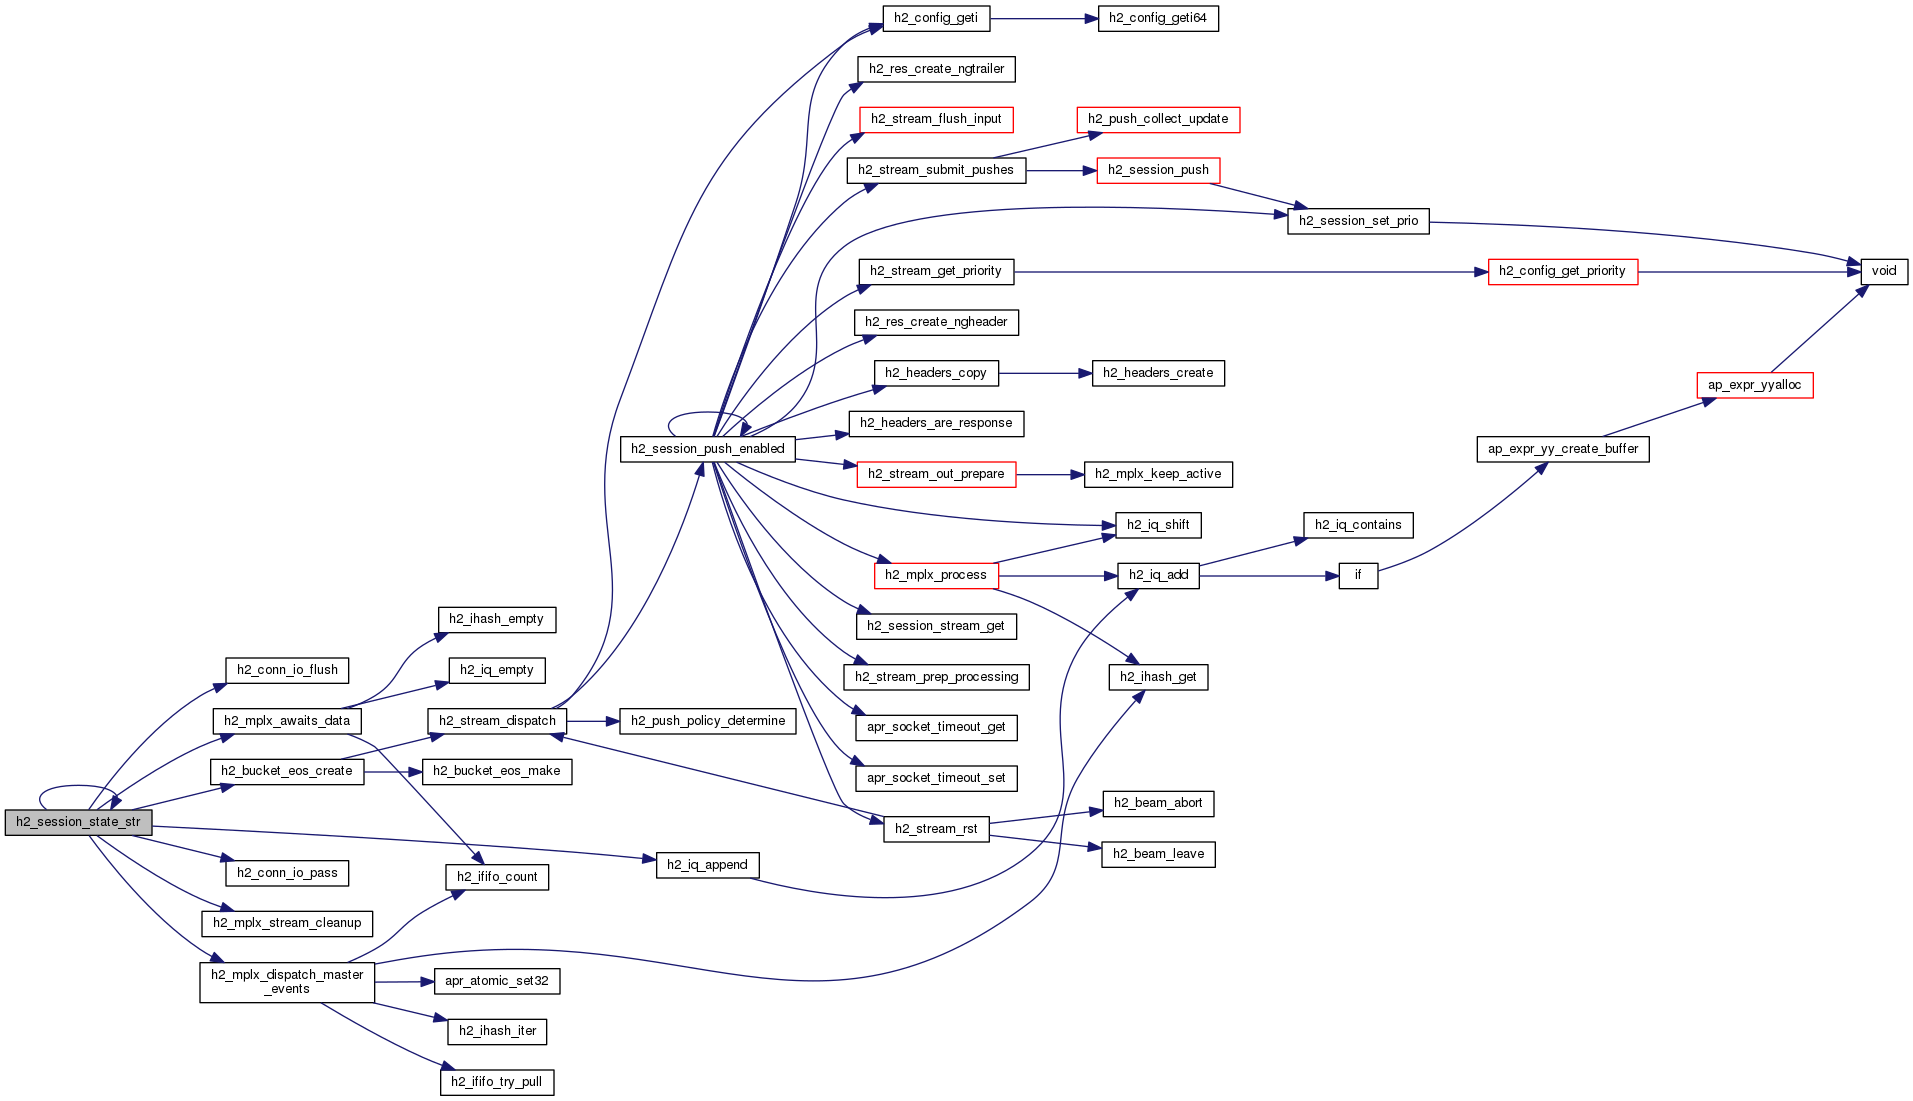 h2_config_geti
h2_config_geti64
h2_res_create_ngtrailer
h2_stream_flush_input
h2_push_collect_update
h2_stream_submit_pushes
h2_session_push
h2_session_set_prio
h2_stream_get_priority
h2_config_get_priority
void
h2_res_create_ngheader
h2_headers_copy
h2_headers_create
ap_expr_yyalloc
h2_headers_are_response
h2_session_push_enabled
ap_expr_yy_create_buffer
h2_stream_out_prepare
h2_mplx_keep_active
h2_iq_shift
h2_iq_contains
h2_mplx_process
h2_iq_add
if
h2_ihash_empty
h2_session_stream_get
h2_conn_io_flush
h2_iq_empty
h2_stream_prep_processing
h2_ihash_get
h2_mplx_awaits_data
h2_stream_dispatch
h2_push_policy_determine
apr_socket_timeout_get
h2_bucket_eos_create
h2_bucket_eos_make
apr_socket_timeout_set
h2_beam_abort
h2_session_state_str
h2_stream_rst
h2_beam_leave
h2_conn_io_pass
h2_iq_append
h2_ififo_count
h2_mplx_stream_cleanup
h2_mplx_dispatch_master
_events
apr_atomic_set32
h2_ihash_iter
h2_ififo_try_pull